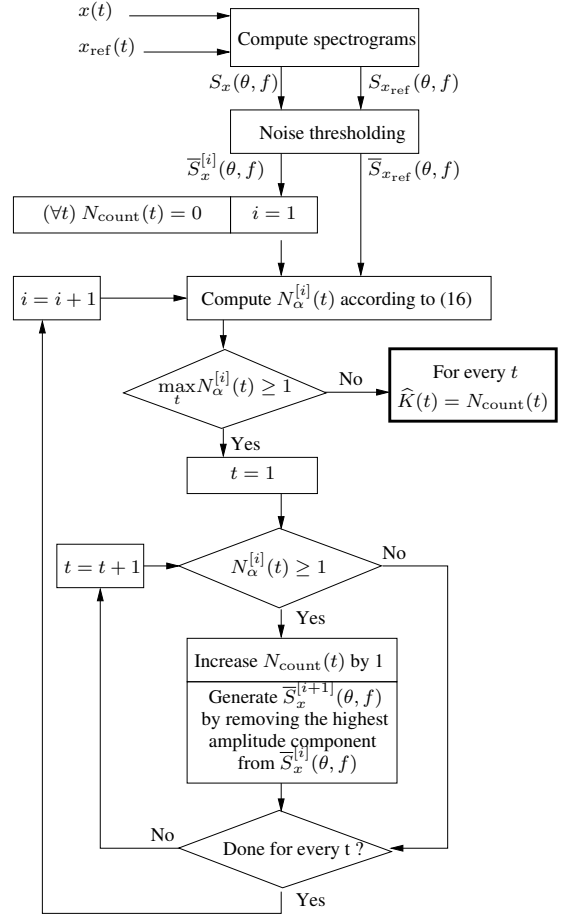 x(t)
x_ref(t)
Compute spectrograms
S_x(θ, f)
S_{x_ref}(θ, f)
Noise thresholding
S̅_x^{[i]}(θ, f)
S̅_{x_ref}(θ, f)
(∀t) N_count(t) = 0
i = 1
i = i + 1
Compute N_α^{[i]}(t) according to (16)
max_t N_α^{[i]}(t) ≥ 1
No
For every t
K̂(t) = N_count(t)
Yes
t = 1
t = t + 1
N_α^{[i]}(t) ≥ 1
No
Yes
Increase N_count(t) by 1
Generate S̅_x^{[i+1]}(θ, f)
by removing the highest
amplitude component
from S̅_x^{[i]}(θ, f)
No
Done for every t ?
Yes